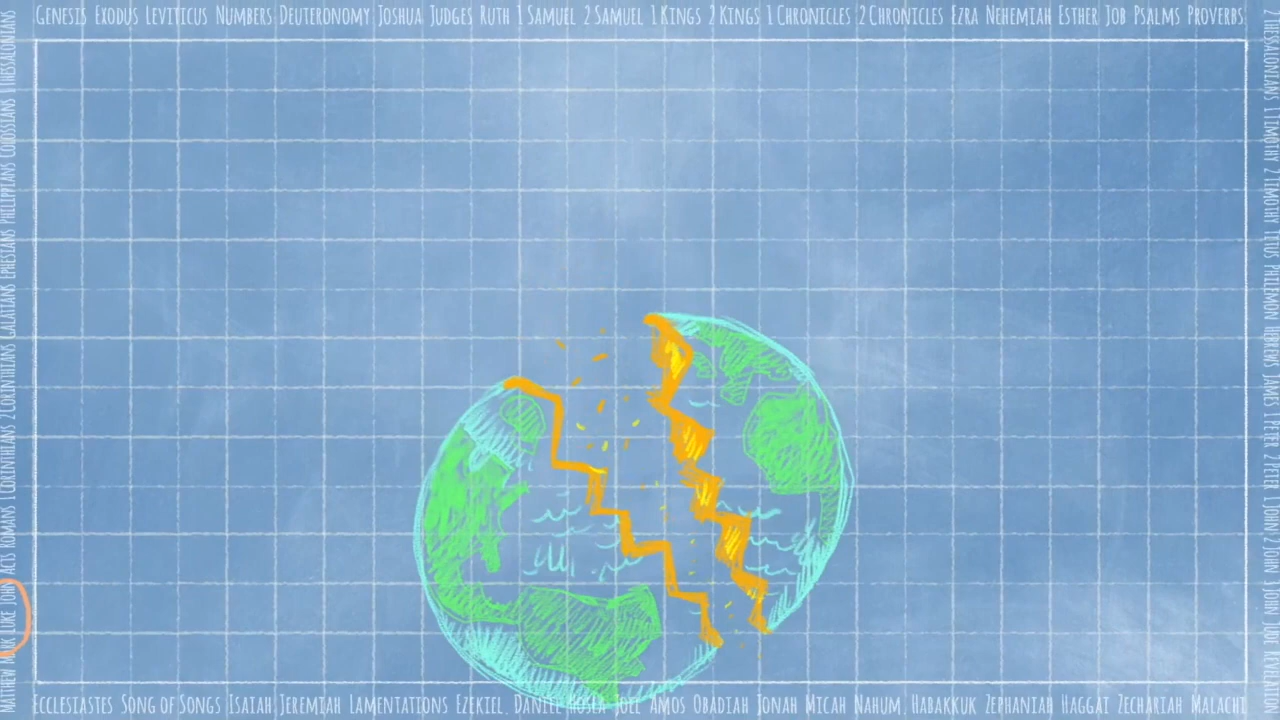 Genesis Exodus Leviticus Numbers Deuteronomy Joshua Judges Ruth 1 Samuel 2 Samuel 1 Kings 2 Kings 1 Chronicles 2 Chronicles Ezra Nehemiah Esther Job Psalms Proverbs
Matthew Mark Luke John Acts Romans 1 Corinthians 2 Corinthians Galatians Ephesians Philippians Colossians 1 Thessalonians
2 Thessalonians 1 Timothy 2 Timothy Titus Philemon Hebrews James 1 Peter 2 Peter 1 John 2 John 3 John Jude Revelation
Ecclesiastes Song of Songs Isaiah Jeremiah Lamentations Ezekiel, Daniel Hosea Joel Amos Obadiah Jonah Micah Nahum, Habakkuk Zephaniah Haggai Zechariah Malachi